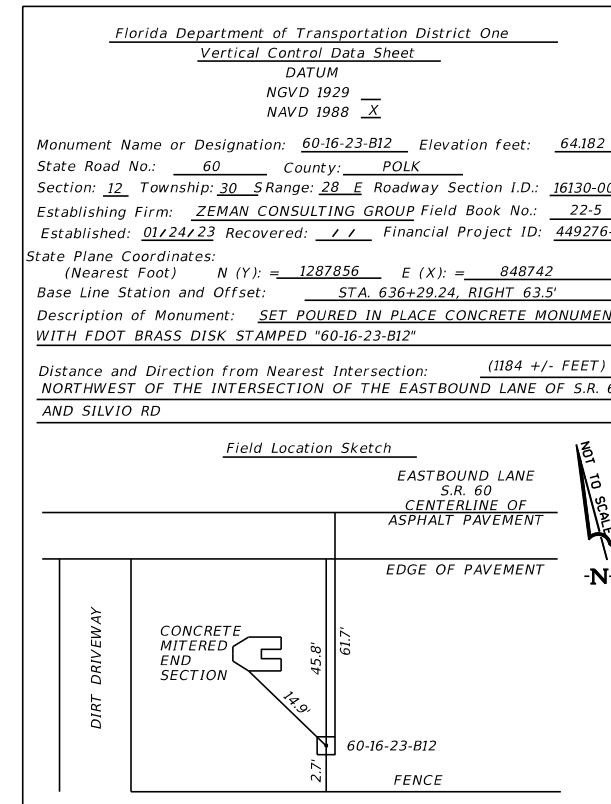 Florida Department of Transportation District One
Vertical Control Data Sheet
DATUM
NGVD 1929 __
NAVD 1988 X
Monument Name or Designation: 60-16-23-B12 Elevation feet: 64.182
State Road No.: 60 County: POLK
Section: 12 Township: 30 S Range: 28 E Roadway Section I.D.: 16130-00
Establishing Firm: ZEMAN CONSULTING GROUP Field Book No.: 22-5
Established: 01/24/23 Recovered: / / Financial Project ID: 449276-
State Plane Coordinates:
(Nearest Foot) N (Y): = 1287856 E (X): = 848742
Base Line Station and Offset: STA. 636+29.24, RIGHT 63.5'
Description of Monument: SET POURED IN PLACE CONCRETE MONUMEN
WITH FDOT BRASS DISK STAMPED "60-16-23-B12"
Distance and Direction from Nearest Intersection: (1184 +/- FEET)
NORTHWEST OF THE INTERSECTION OF THE EASTBOUND LANE OF S.R. 6
AND SILVIO RD
Field Location Sketch
NOT TO SCALE
-N-
EASTBOUND LANE
S.R. 60
CENTERLINE OF
ASPHALT PAVEMENT
EDGE OF PAVEMENT
DIRT DRIVEWAY
CONCRETE
MITERED
END
SECTION
14.9'
45.8'
61.7'
60-16-23-B12
2.7'
FENCE